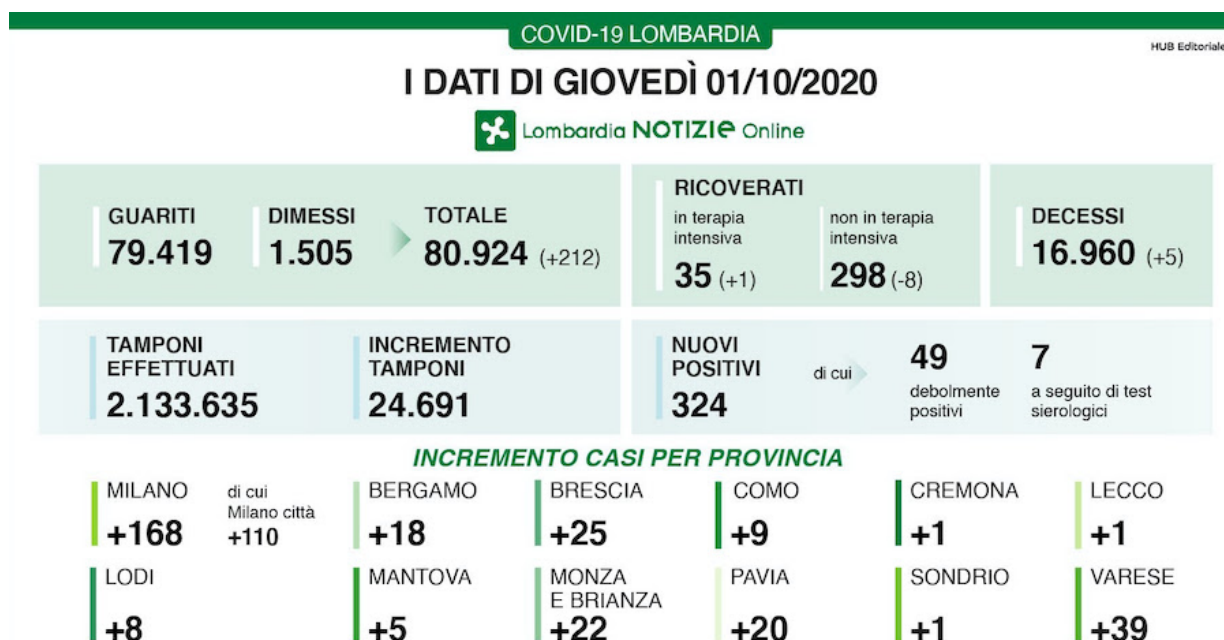 COVID-19 LOMBARDIA
HUB Editoriale
I DATI DI GIOVEDÌ 01/10/2020
Lombardia NOTIZIE Online
GUARITI
79.419
DIMESSI
1.505
TOTALE
80.924 (+212)
RICOVERATI
in terapia
intensiva
35 (+1)
non in terapia
intensiva
298 (-8)
DECESSI
16.960 (+5)
TAMPONI
EFFETTUATI
2.133.635
INCREMENTO
TAMPONI
24.691
NUOVI
POSITIVI
324
di cui
49
debolmente
positivi
7
a seguito di test
sierologici
INCREMENTO CASI PER PROVINCIA
MILANO
+168
di cui
Milano città
+110
BERGAMO
+18
BRESCIA
+25
COMO
+9
CREMONA
+1
LECCO
+1
LODI
+8
MANTOVA
+5
MONZA
E BRIANZA
+22
PAVIA
+20
SONDRIO
+1
VARESE
+39